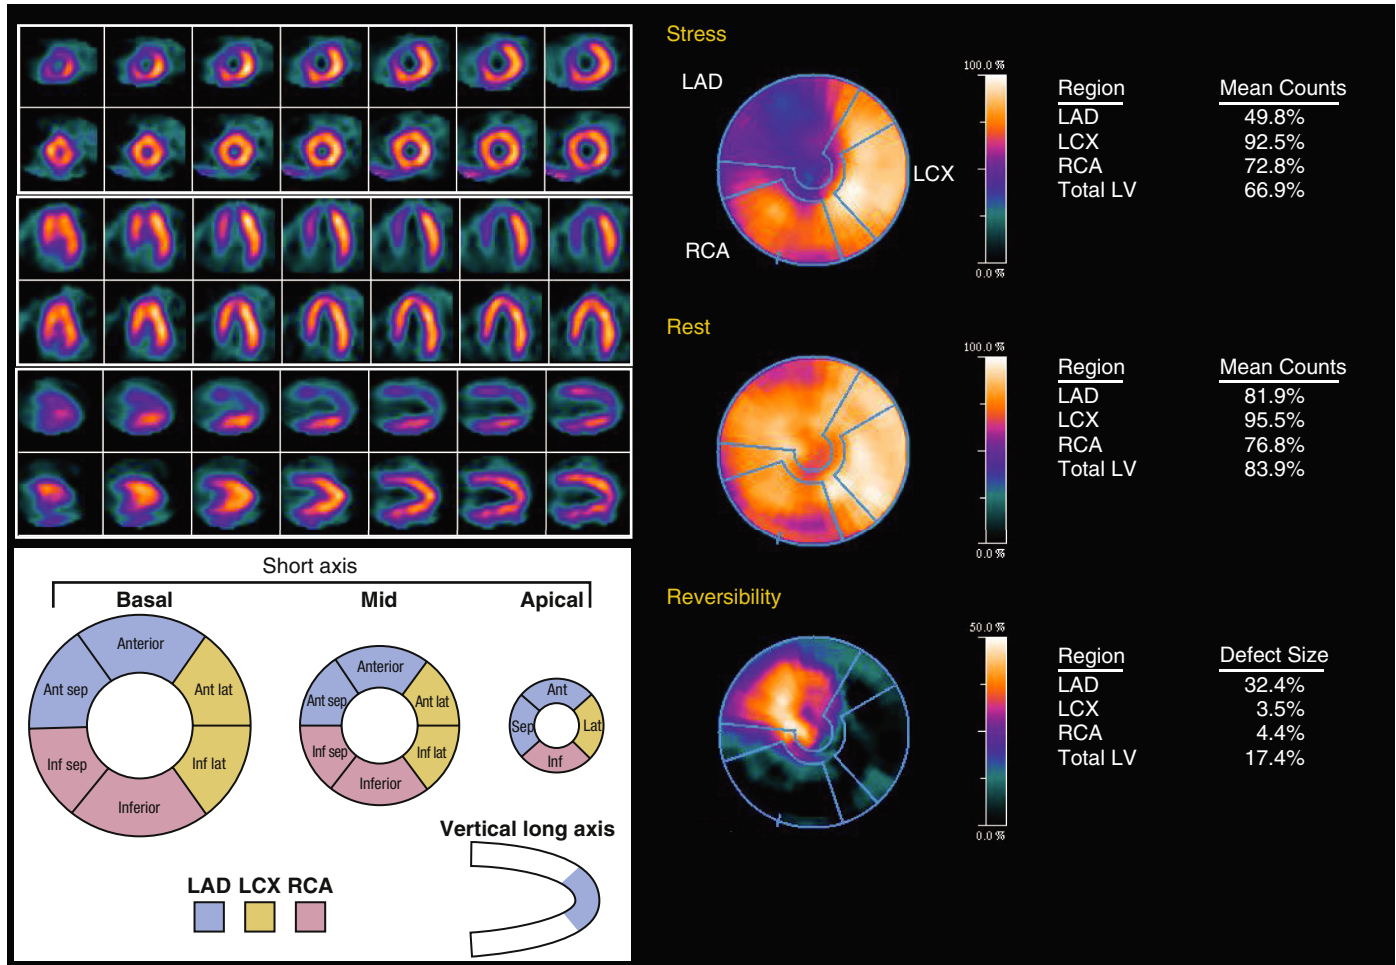 Stress
LAD
LCX
RCA
100.0 %
0.0 %
Region Mean Counts
LAD 49.8%
LCX 92.5%
RCA 72.8%
Total LV 66.9%
Rest
100.0 %
0.0 %
Region Mean Counts
LAD 81.9%
LCX 95.5%
RCA 76.8%
Total LV 83.9%
Reversibility
50.0 %
0.0 %
Region Defect Size
LAD 32.4%
LCX 3.5%
RCA 4.4%
Total LV 17.4%
Short axis
Basal Mid Apical
Anterior
Ant sep
Ant lat
Inf sep
Inf lat
Inferior
Anterior
Ant sep
Ant lat
Inf sep
Inf lat
Inferior
Ant
Sep
Lat
Inf
Vertical long axis
LAD LCX RCA